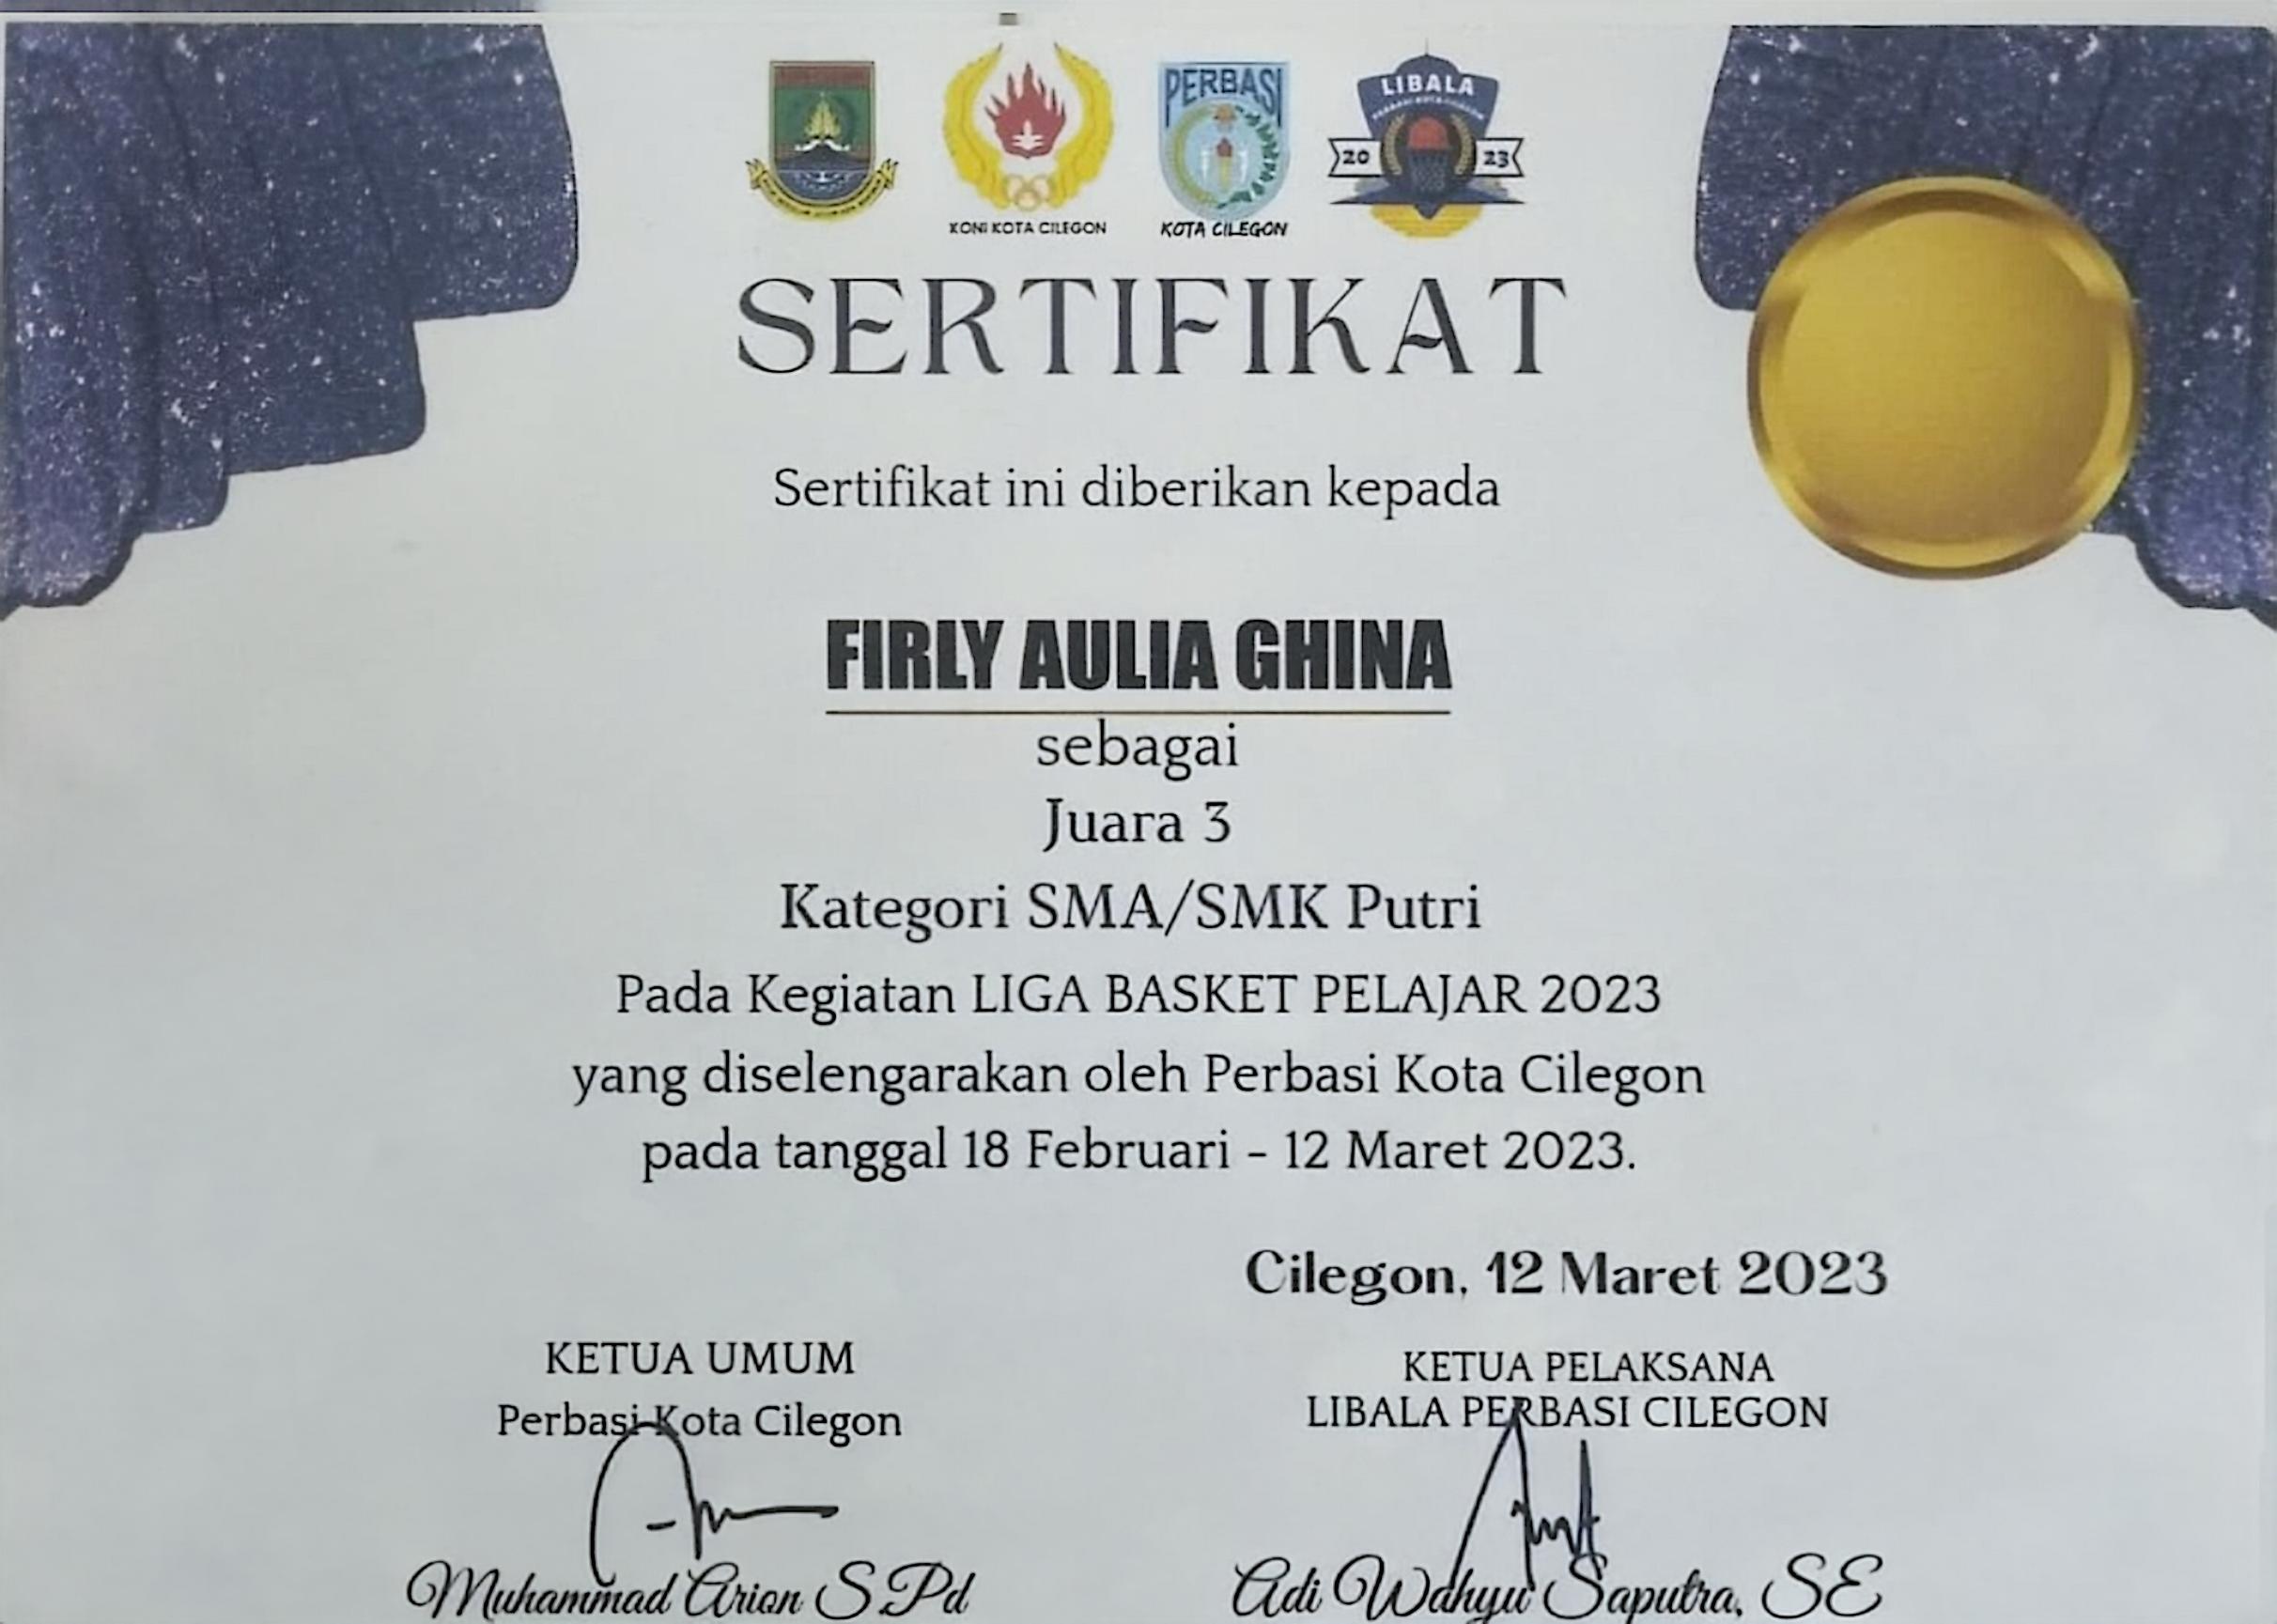 PERBASI
LIBALA
20 23
KONI KOTA CILEGON
KOTA CILEGON
SERTIFIKAT
Sertifikat ini diberikan kepada
FIRLY AULIA GHINA
sebagai
Juara 3
Kategori SMA/SMK Putri
Pada Kegiatan LIGA BASKET PELAJAR 2023
yang diselengarakan oleh Perbasi Kota Cilegon
pada tanggal 18 Februari - 12 Maret 2023.
Cilegon, 12 Maret 2023
KETUA UMUM
Perbasi Kota Cilegon
Muhammad Arion S.Pd
KETUA PELAKSANA
LIBALA PERBASI CILEGON
Adi Wahyu Saputra, SE